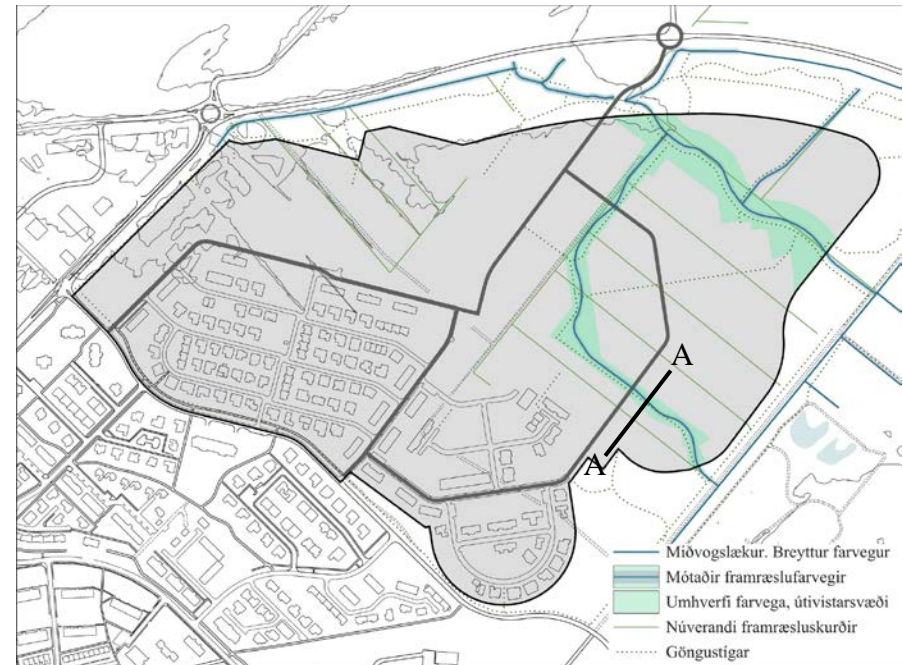 A
A
Miðvogslækur. Breyttur farvegur
Mótaðir framræslufarvegir
Umhverfi farvega, útivistarsvæði
Núverandi framræsluskurðir
Göngustígar